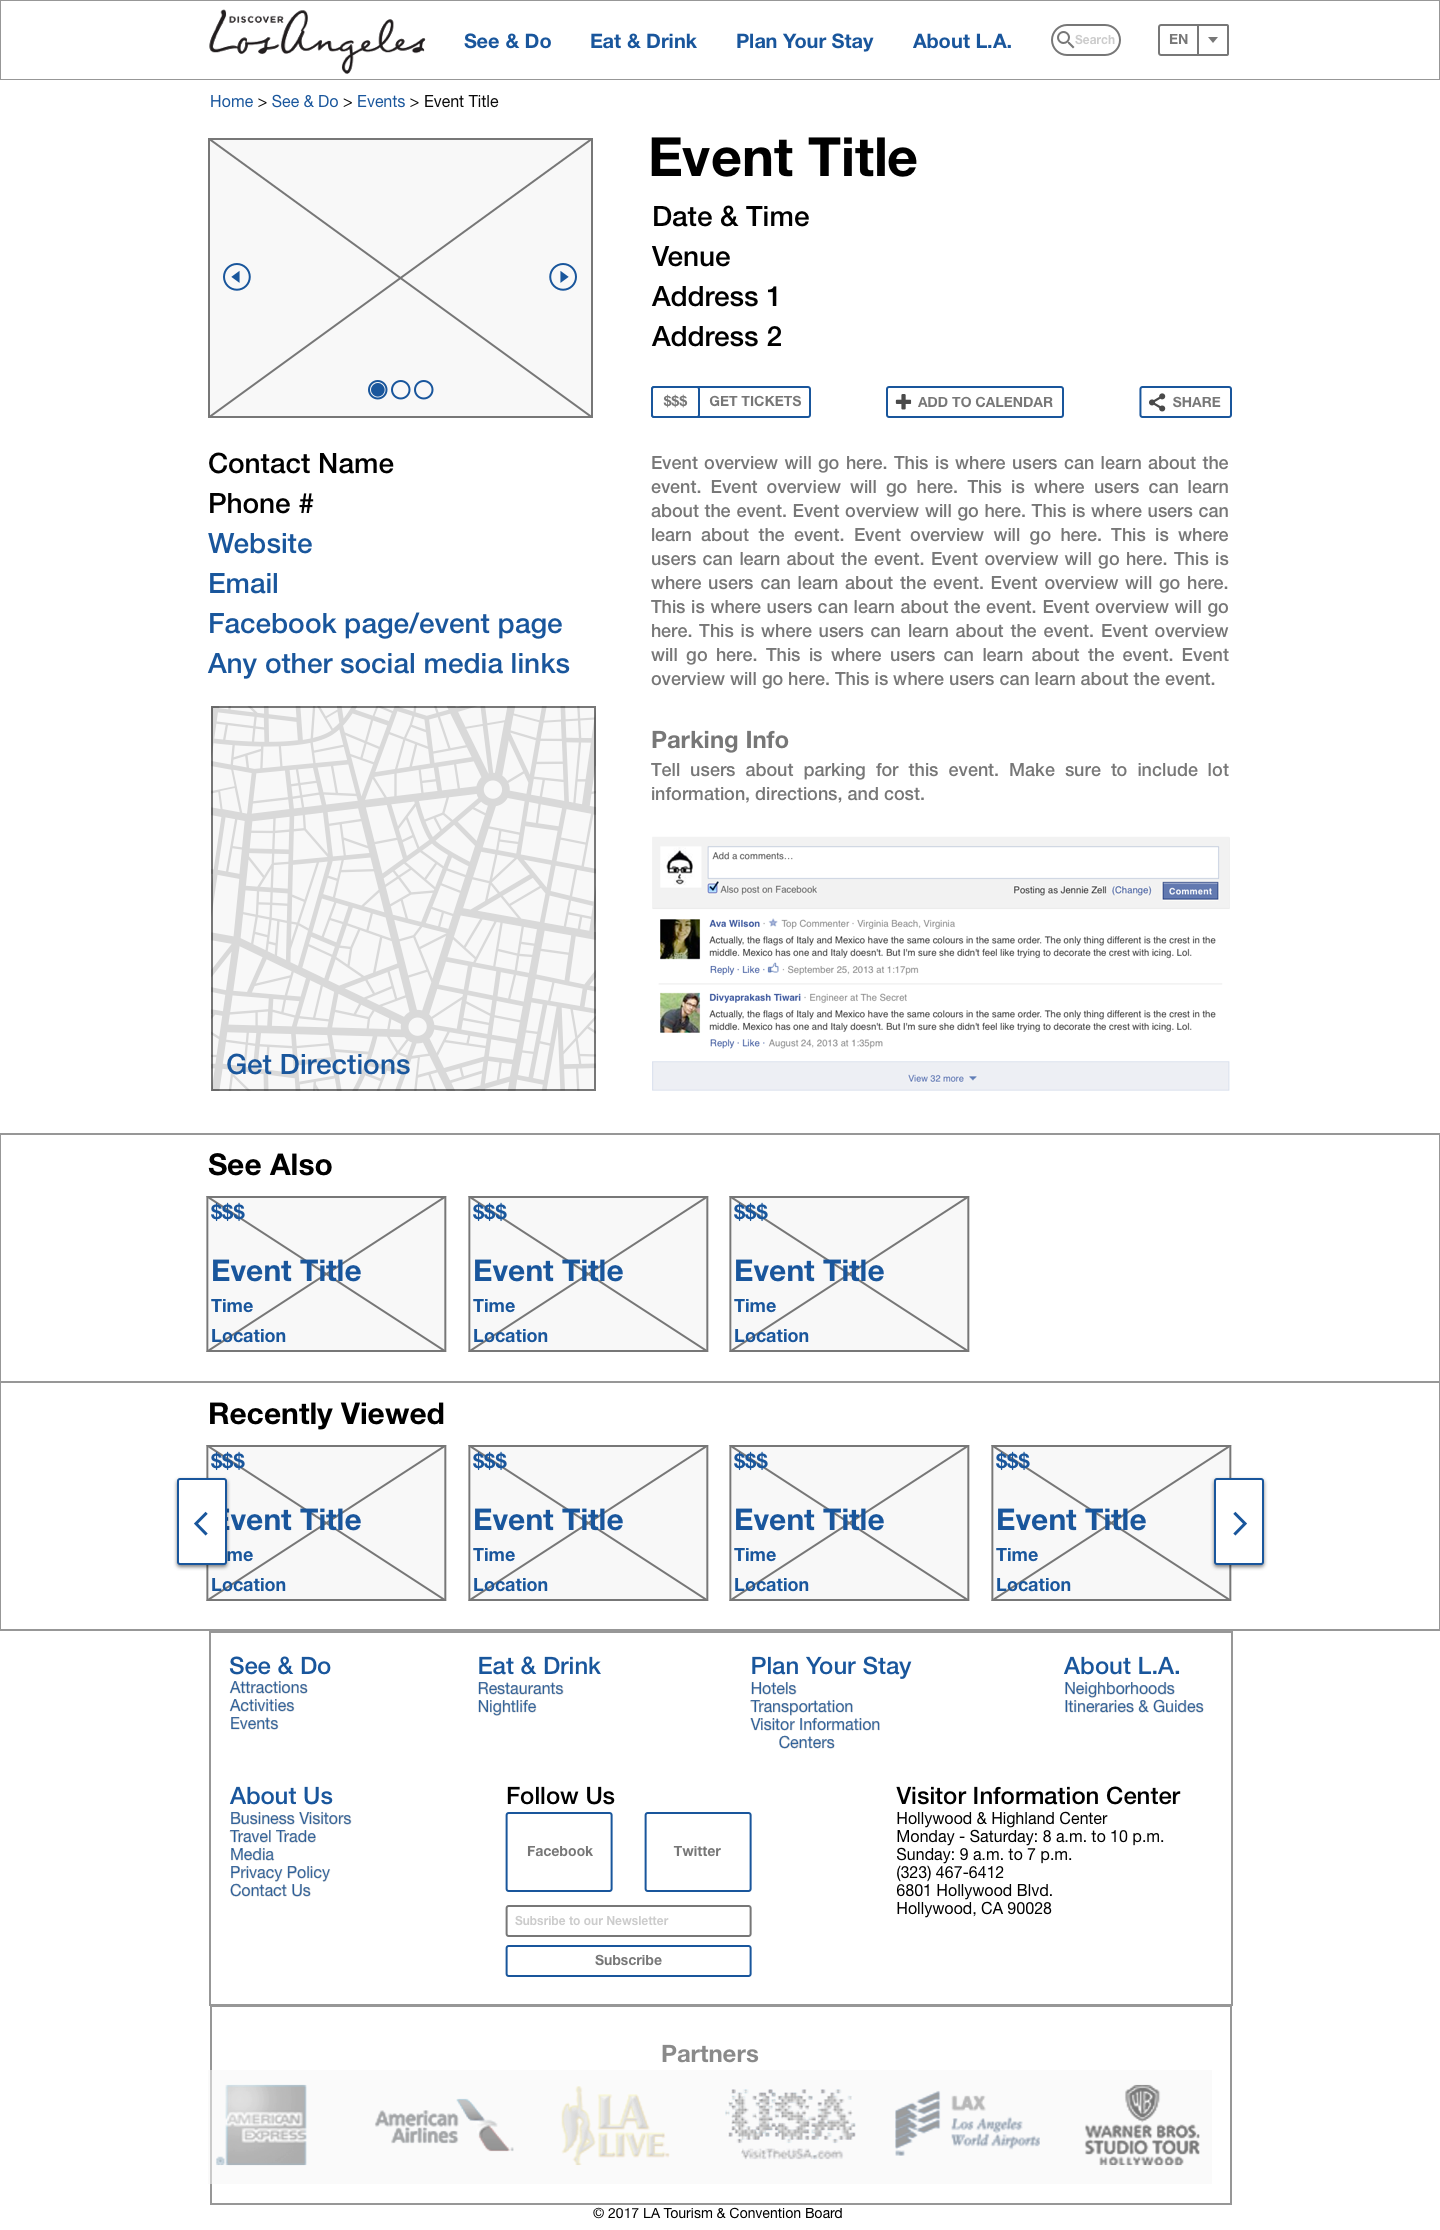 DISCOVER
Los Angeles
See & Do
Eat & Drink
Plan Your Stay
About L.A.
Search
EN
Home > See & Do > Events > Event Title
Event Title
Date & Time
Venue
Address 1
Address 2
$$$
GET TICKETS
ADD TO CALENDAR
SHARE
Contact Name
Phone #
Website
Email
Facebook page/event page
Any other social media links
Event overview will go here. This is where users can learn about the
event. Event overview will go here. This is where users can learn
about the event. Event overview will go here. This is where users can
learn about the event. Event overview will go here. This is where
users can learn about the event. Event overview will go here. This is
where users can learn about the event. Event overview will go here.
This is where users can learn about the event. Event overview will go
here. This is where users can learn about the event. Event overview
will go here. This is where users can learn about the event. Event
overview will go here. This is where users can learn about the event.
Parking Info
Tell users about parking for this event. Make sure to include lot
information, directions, and cost.
Get Directions
Add a comments...
Also post on Facebook
Posting as Jennie Zell (Change)
Comment
Ava Wilson · Top Commenter · Virginia Beach, Virginia
Actually, the flags of Italy and Mexico have the same colours in the same order. The only thing different is the crest in the
middle. Mexico has one and Italy doesn't. But I'm sure she didn't feel like trying to decorate the crest with icing. Lol.
Reply · Like · September 25, 2013 at 1:17pm
Divyaprakash Tiwari · Engineer at The Secret
Actually, the flags of Italy and Mexico have the same colours in the same order. The only thing different is the crest in the
middle. Mexico has one and Italy doesn't. But I'm sure she didn't feel like trying to decorate the crest with icing. Lol.
Reply · Like · August 24, 2013 at 1:35pm
View 32 more
See Also
$$$
Event Title
Time
Location
$$$
Event Title
Time
Location
$$$
Event Title
Time
Location
Recently Viewed
$$$
Event Title
me
Location
$$$
Event Title
Time
Location
$$$
Event Title
Time
Location
$$$
Event Title
Time
Location
See & Do
Attractions
Activities
Events
Eat & Drink
Restaurants
Nightlife
Plan Your Stay
Hotels
Transportation
Visitor Information
Centers
About L.A.
Neighborhoods
Itineraries & Guides
About Us
Business Visitors
Travel Trade
Media
Privacy Policy
Contact Us
Follow Us
Facebook
Twitter
Subsribe to our Newsletter
Subscribe
Visitor Information Center
Hollywood & Highland Center
Monday - Saturday: 8 a.m. to 10 p.m.
Sunday: 9 a.m. to 7 p.m.
(323) 467-6412
6801 Hollywood Blvd.
Hollywood, CA 90028
Partners
AMERICAN
EXPRESS
®
American
Airlines
LA
LIVE
USA
VisitTheUSA.com
LAX
Los Angeles
World Airports
WB
WARNER BROS.
STUDIO TOUR
HOLLYWOOD
© 2017 LA Tourism & Convention Board